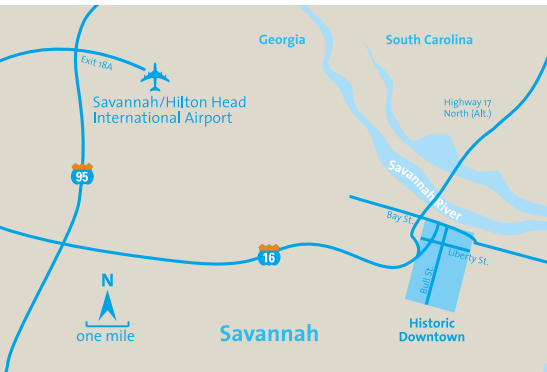 Georgia
South Carolina
Exit 18A
Savannah/Hilton Head
International Airport
Highway 17
North (Alt.)
95
Savannah River
Bay St.
Liberty St.
16
Bull St.
N
one mile
Savannah
Historic
Downtown